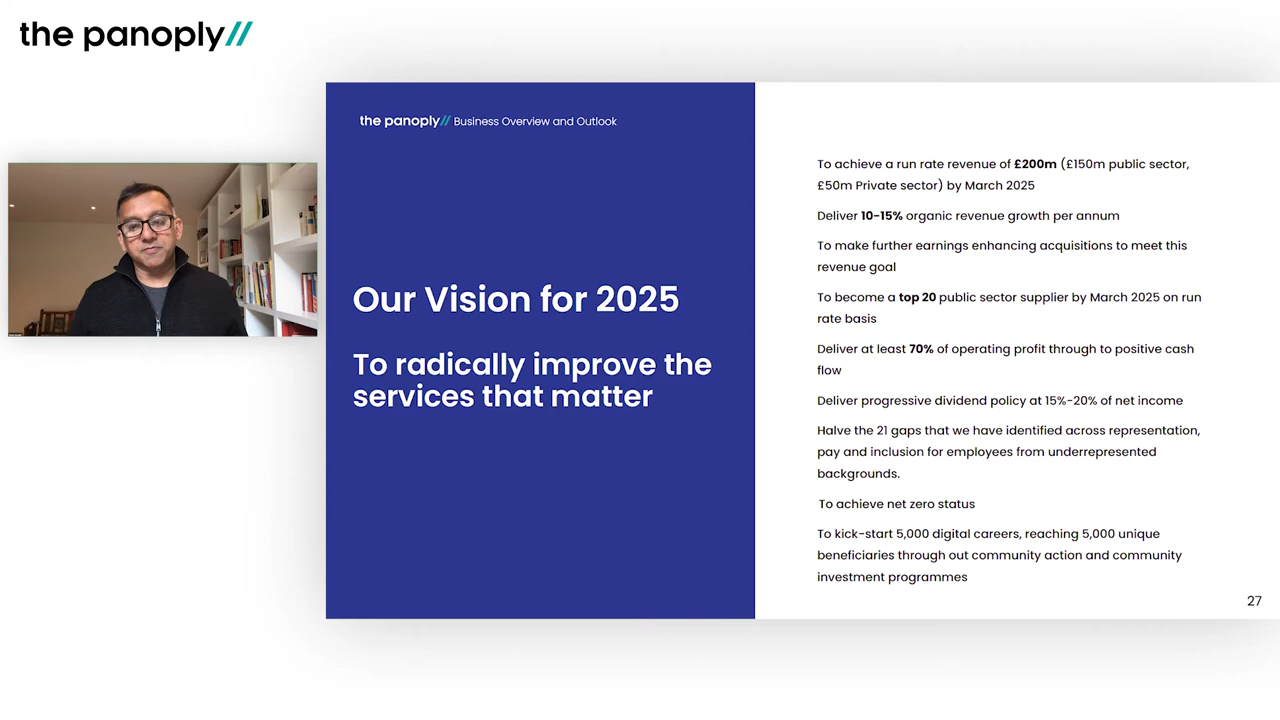 the panoply//
the panoply// Business Overview and Outlook
Our Vision for 2025
To radically improve the
services that matter
To achieve a run rate revenue of £200m (£150m public sector,
£50m Private sector) by March 2025
Deliver 10-15% organic revenue growth per annum
To make further earnings enhancing acquisitions to meet this
revenue goal
To become a top 20 public sector supplier by March 2025 on run
rate basis
Deliver at least 70% of operating profit through to positive cash
flow
Deliver progressive dividend policy at 15%-20% of net income
Halve the 21 gaps that we have identified across representation,
pay and inclusion for employees from underrepresented
backgrounds.
To achieve net zero status
To kick-start 5,000 digital careers, reaching 5,000 unique
beneficiaries through out community action and community
investment programmes
27